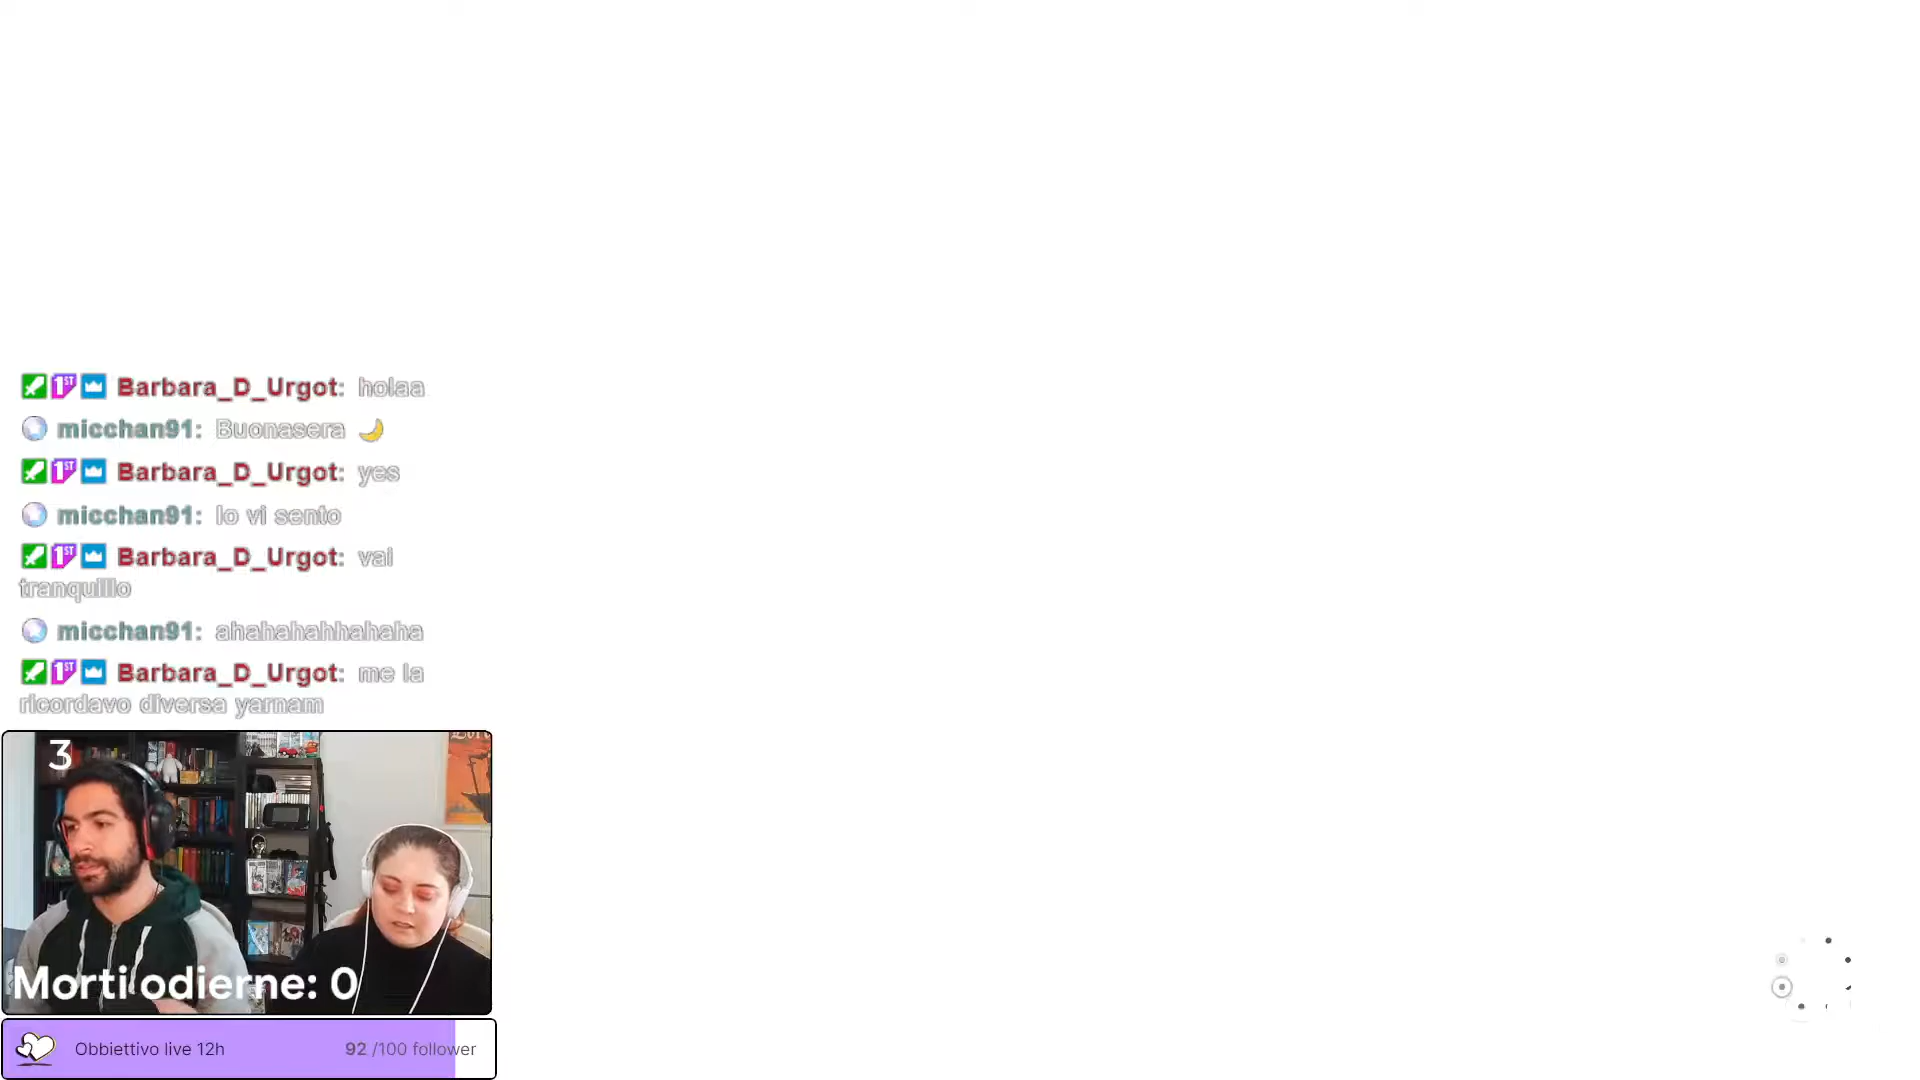 Barbara_D_Urgot: holaa
micchan91: Buonasera 🌙
Barbara_D_Urgot: yes
micchan91: Io vi sento
Barbara_D_Urgot: vai
tranquillo
micchan91: ahahahahhahaha
Barbara_D_Urgot: me la
ricordavo diversa yarnam
3
Morti odierne: 0
Obbiettivo live 12h
92 /100 follower